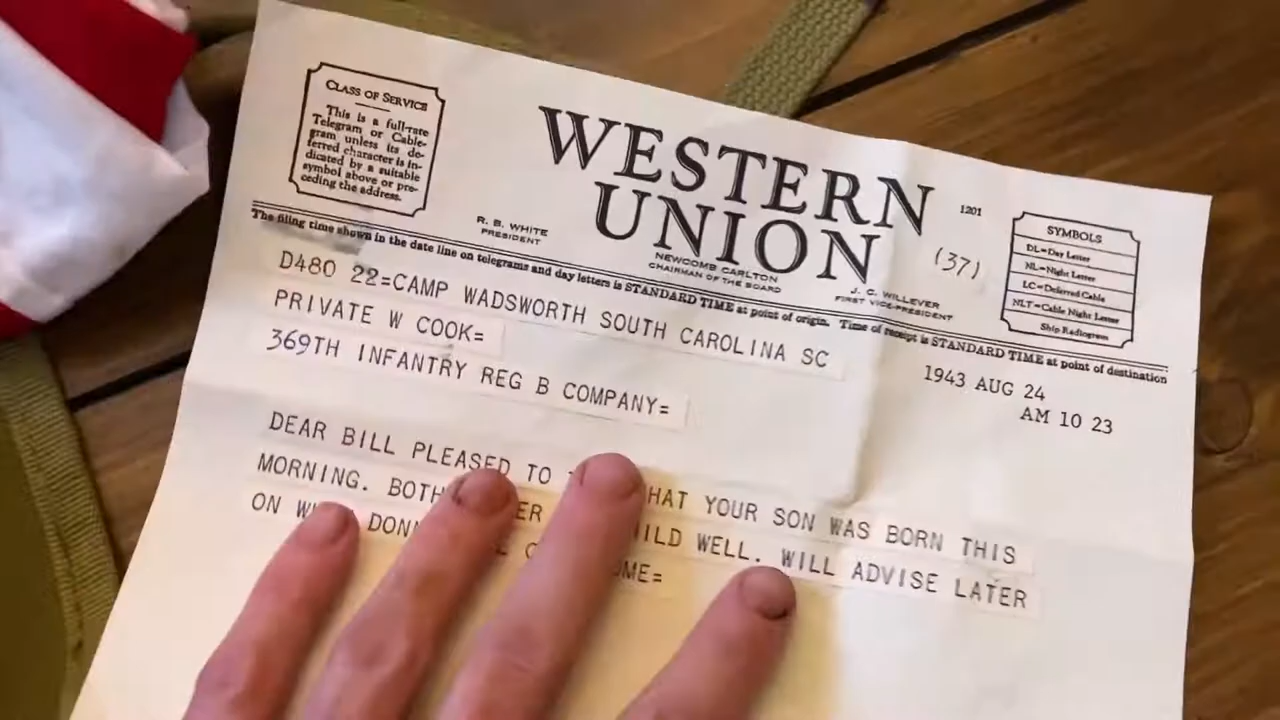 CLASS OF SERVICE
This is a full-rate
Telegram or Cable-
gram unless its de-
ferred character is in-
dicated by a suitable
symbol above or pre-
ceding the address.
WESTERN
UNION
1201
(37)
R. B. WHITE
PRESIDENT
NEWCOMB CARLTON
CHAIRMAN OF THE BOARD
J. C. WILLEVER
FIRST VICE-PRESIDENT
SYMBOLS
DL=Day Letter
NL=Night Letter
LC=Deferred Cable
NLT=Cable Night Letter
Ship Radiogram
The filing time shown in the date line on telegrams and day letters is STANDARD TIME at point of origin. Time of receipt is STANDARD TIME at point of destination
D480 22=CAMP WADSWORTH SOUTH CAROLINA SC
1943 AUG 24
AM 10 23
PRIVATE W COOK=
369TH INFANTRY REG B COMPANY=
DEAR BILL PLEASED TO HAT YOUR SON WAS BORN THIS
MORNING. BOTH ER ILD WELL. WILL ADVISE LATER
ON DONN OME=